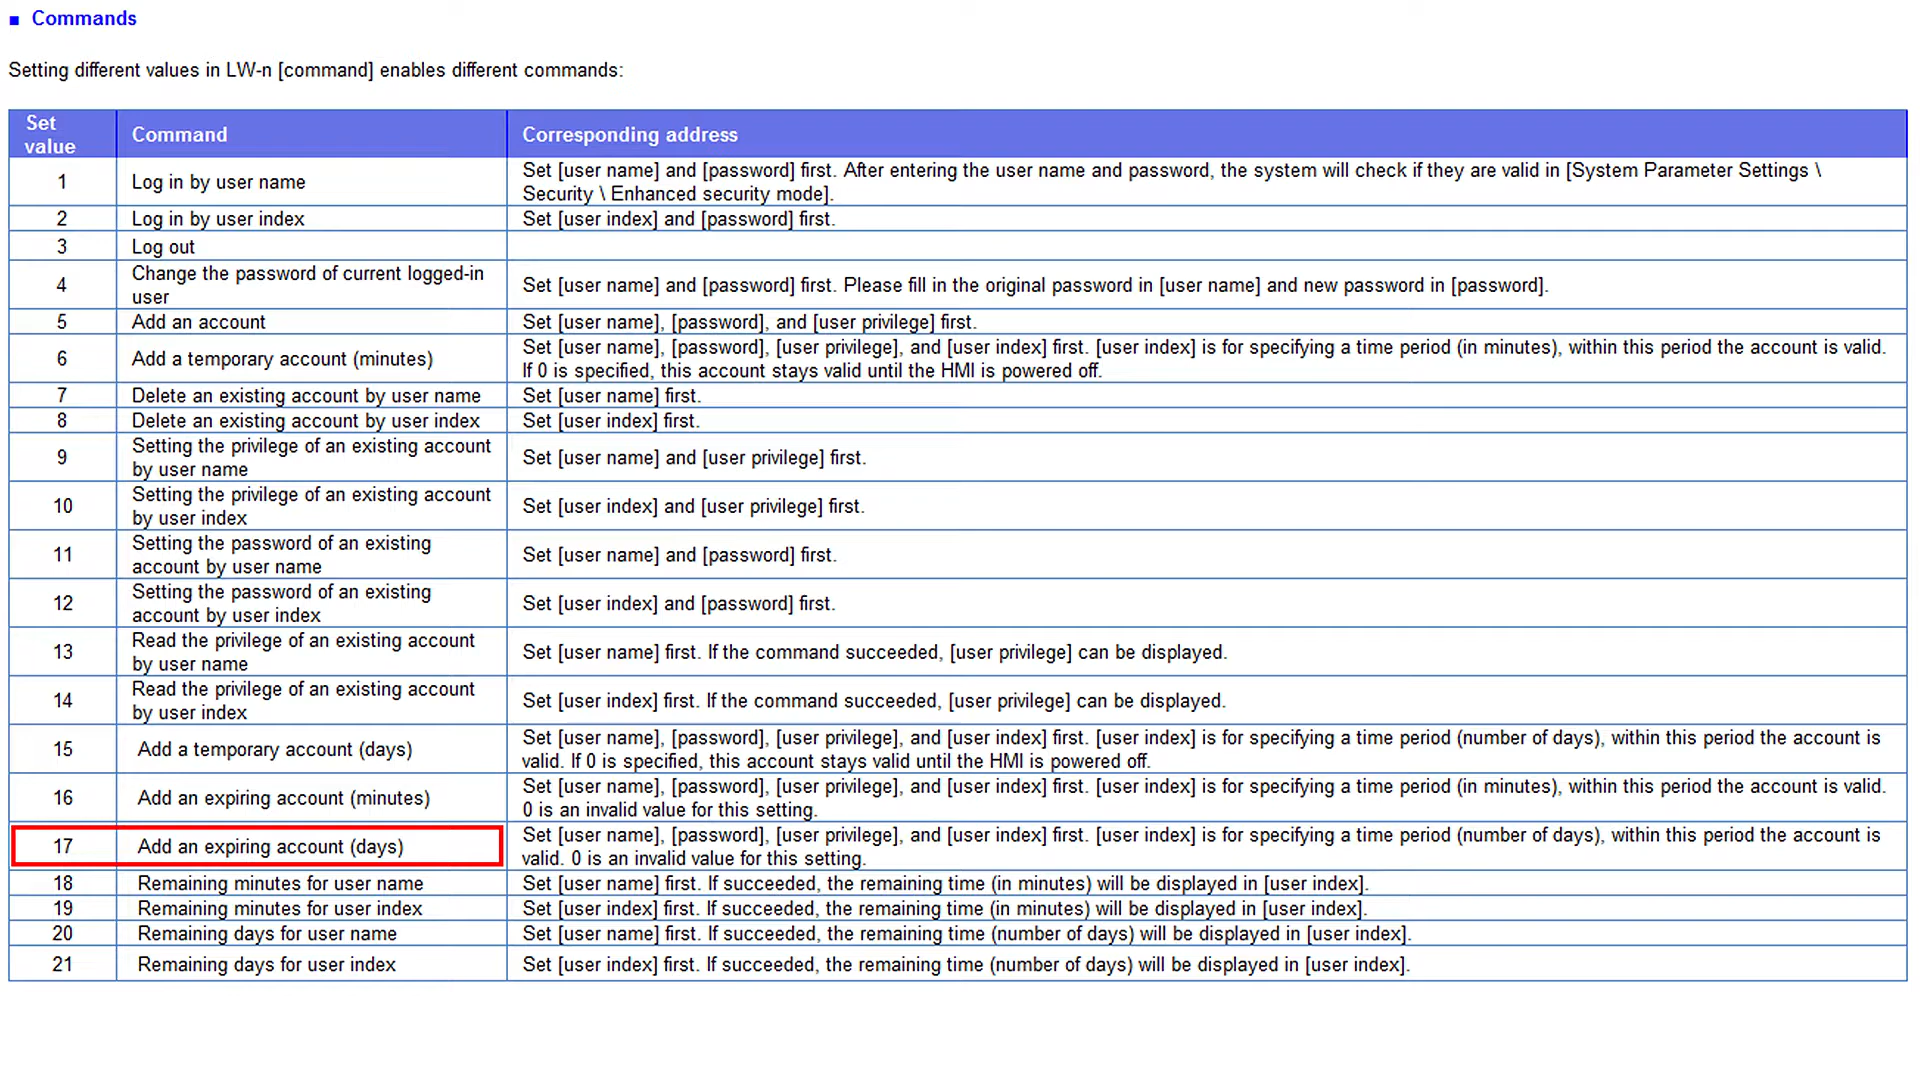 ■ Commands
Setting different values in LW-n [command] enables different commands:
Set value Command Corresponding address
1 Log in by user name Set [user name] and [password] first. After entering the user name and password, the system will check if they are valid in [System Parameter Settings \
Security \ Enhanced security mode].
2 Log in by user index Set [user index] and [password] first.
3 Log out
4 Change the password of current logged-in user Set [user name] and [password] first. Please fill in the original password in [user name] and new password in [password].
5 Add an account Set [user name], [password], and [user privilege] first.
6 Add a temporary account (minutes) Set [user name], [password], [user privilege], and [user index] first. [user index] is for specifying a time period (in minutes), within this period the account is valid.
If 0 is specified, this account stays valid until the HMI is powered off.
7 Delete an existing account by user name Set [user name] first.
8 Delete an existing account by user index Set [user index] first.
9 Setting the privilege of an existing account by user name Set [user name] and [user privilege] first.
10 Setting the privilege of an existing account by user index Set [user index] and [user privilege] first.
11 Setting the password of an existing account by user name Set [user name] and [password] first.
12 Setting the password of an existing account by user index Set [user index] and [password] first.
13 Read the privilege of an existing account by user name Set [user name] first. If the command succeeded, [user privilege] can be displayed.
14 Read the privilege of an existing account by user index Set [user index] first. If the command succeeded, [user privilege] can be displayed.
15 Add a temporary account (days) Set [user name], [password], [user privilege], and [user index] first. [user index] is for specifying a time period (number of days), within this period the account is
valid. If 0 is specified, this account stays valid until the HMI is powered off.
16 Add an expiring account (minutes) Set [user name], [password], [user privilege], and [user index] first. [user index] is for specifying a time period (in minutes), within this period the account is valid.
0 is an invalid value for this setting.
17 Add an expiring account (days) Set [user name], [password], [user privilege], and [user index] first. [user index] is for specifying a time period (number of days), within this period the account is
valid. 0 is an invalid value for this setting.
18 Remaining minutes for user name Set [user name] first. If succeeded, the remaining time (in minutes) will be displayed in [user index].
19 Remaining minutes for user index Set [user index] first. If succeeded, the remaining time (in minutes) will be displayed in [user index].
20 Remaining days for user name Set [user name] first. If succeeded, the remaining time (number of days) will be displayed in [user index].
21 Remaining days for user index Set [user index] first. If succeeded, the remaining time (number of days) will be displayed in [user index].